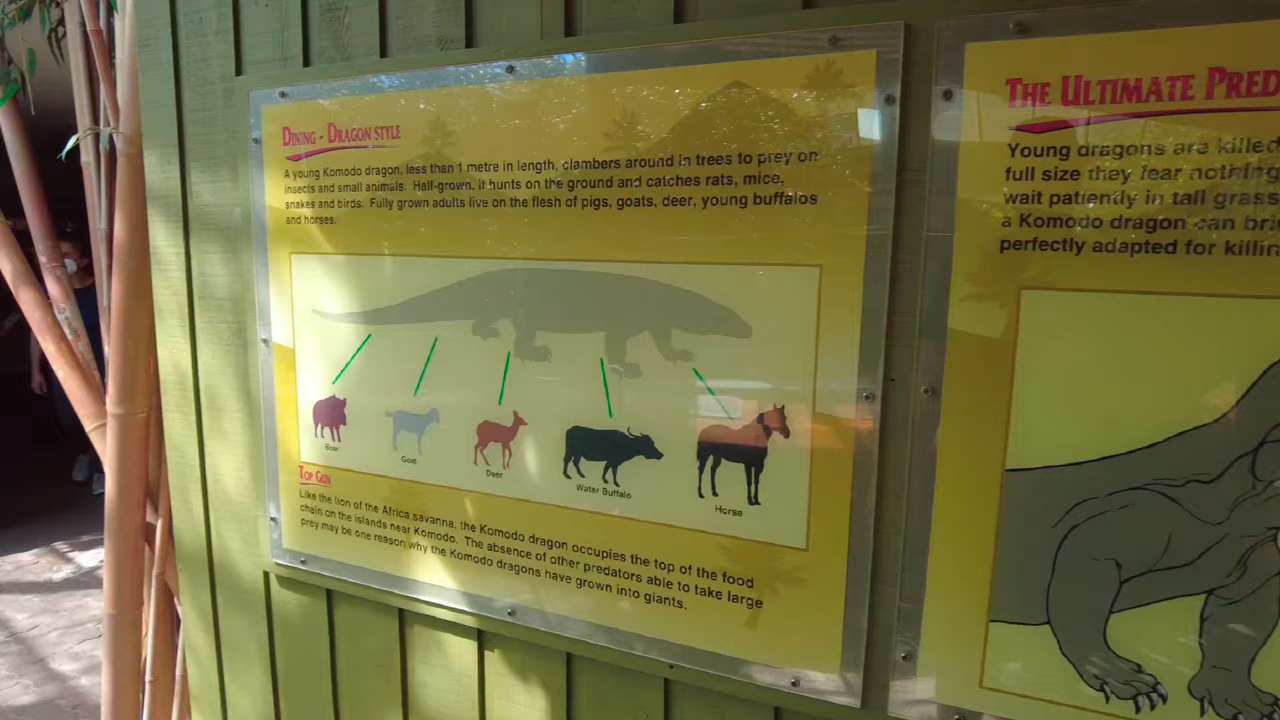 DINING - DRAGON STYLE
A young Komodo dragon, less than 1 metre in length, clambers around in trees to prey on
insects and small animals. Half-grown, it hunts on the ground and catches rats, mice,
snakes and birds. Fully grown adults live on the flesh of pigs, goats, deer, young buffalos
and horses.
Boar
Goat
Deer
Water Buffalo
Horse
TOP GUN
Like the lion of the Africa savanna, the Komodo dragon occupies the top of the food
chain on the islands near Komodo. The absence of other predators able to take large
prey may be one reason why the Komodo dragons have grown into giants.
THE ULTIMATE PRED
Young dragons are killed
full size they fear nothing
wait patiently in tall grass
a Komodo dragon can bri
perfectly adapted for killin